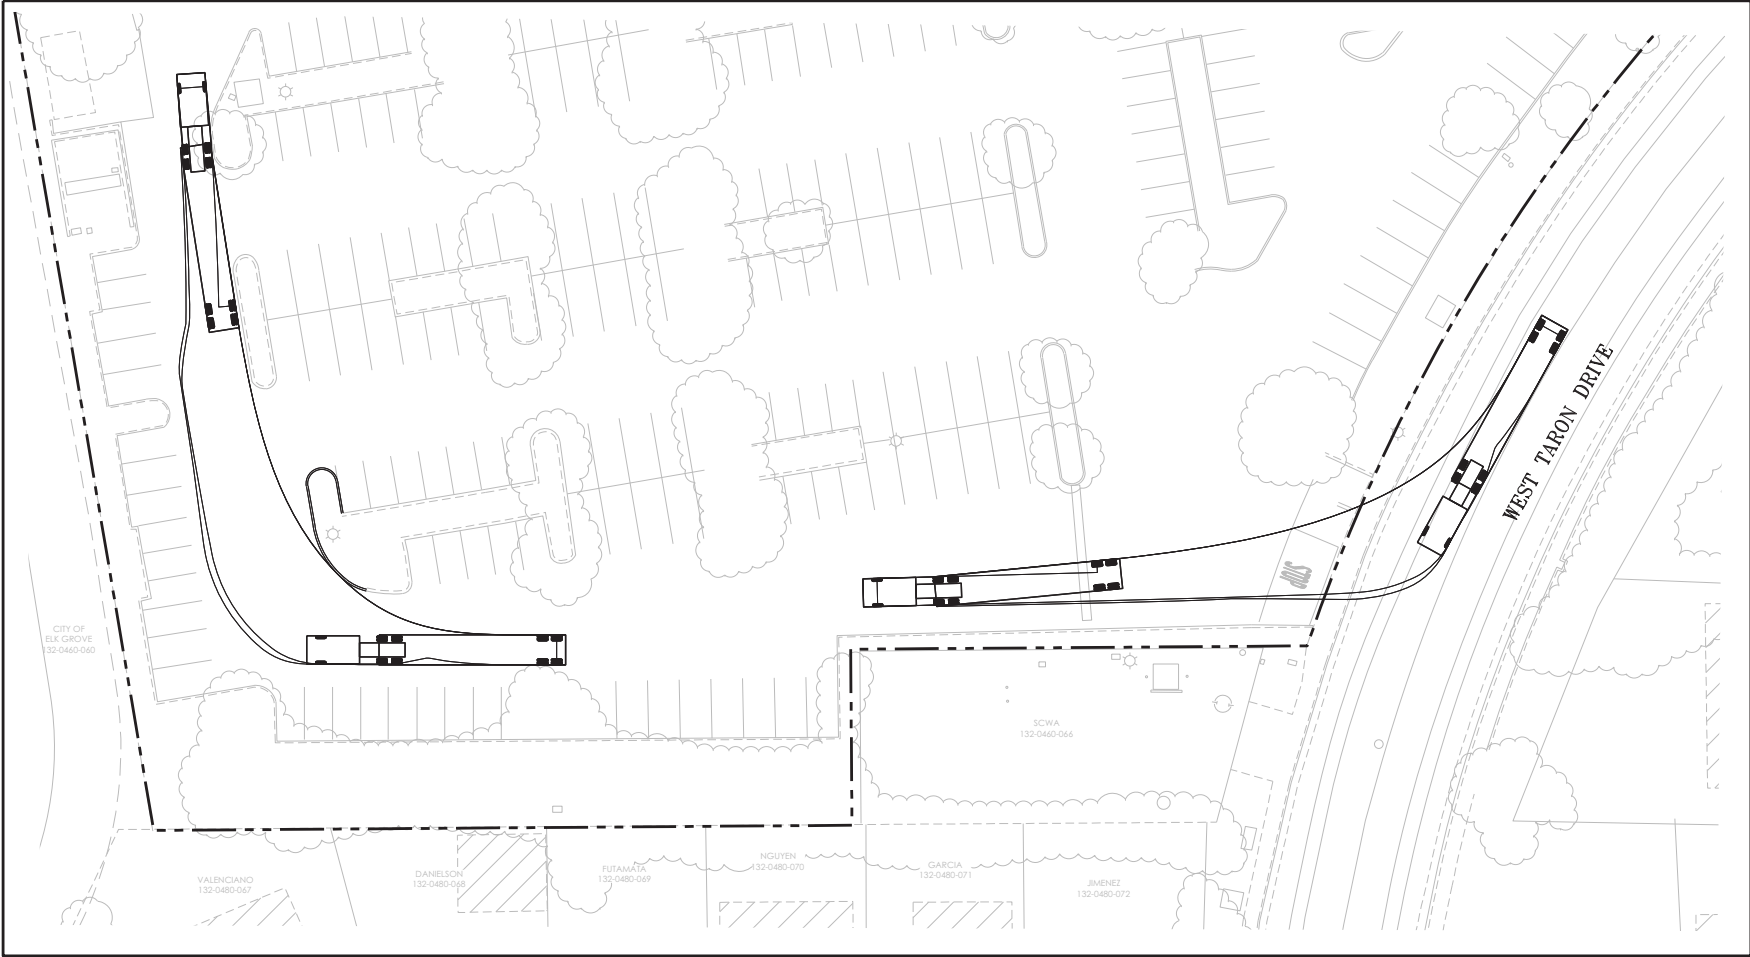 WEST TARON DRIVE
STOP
CITY OF
ELK GROVE
132-0460-060
SCWA
132-0460-066
VALENCIANO
132-0480-067
DANIELSON
132-0480-068
FUTAMATA
132-0480-069
NGUYEN
132-0480-070
GARCIA
132-0480-071
JIMENEZ
132-0480-072